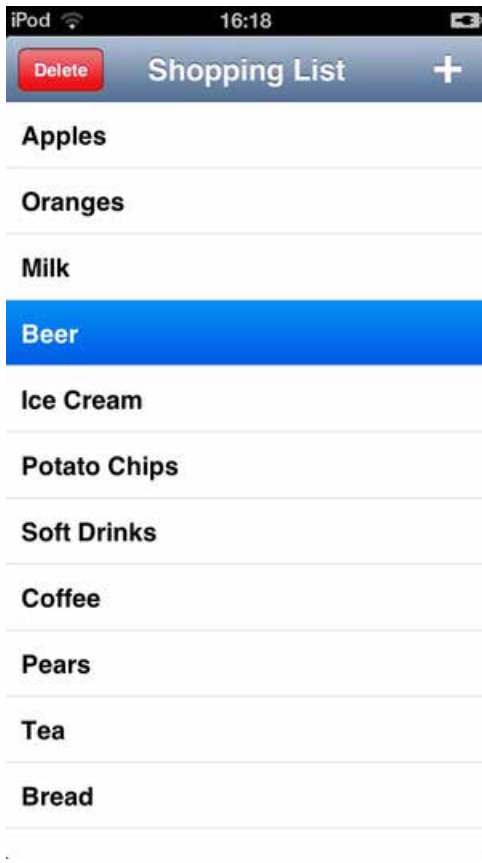 iPod 16:18
Delete Shopping List +
Apples
Oranges
Milk
Beer
Ice Cream
Potato Chips
Soft Drinks
Coffee
Pears
Tea
Bread